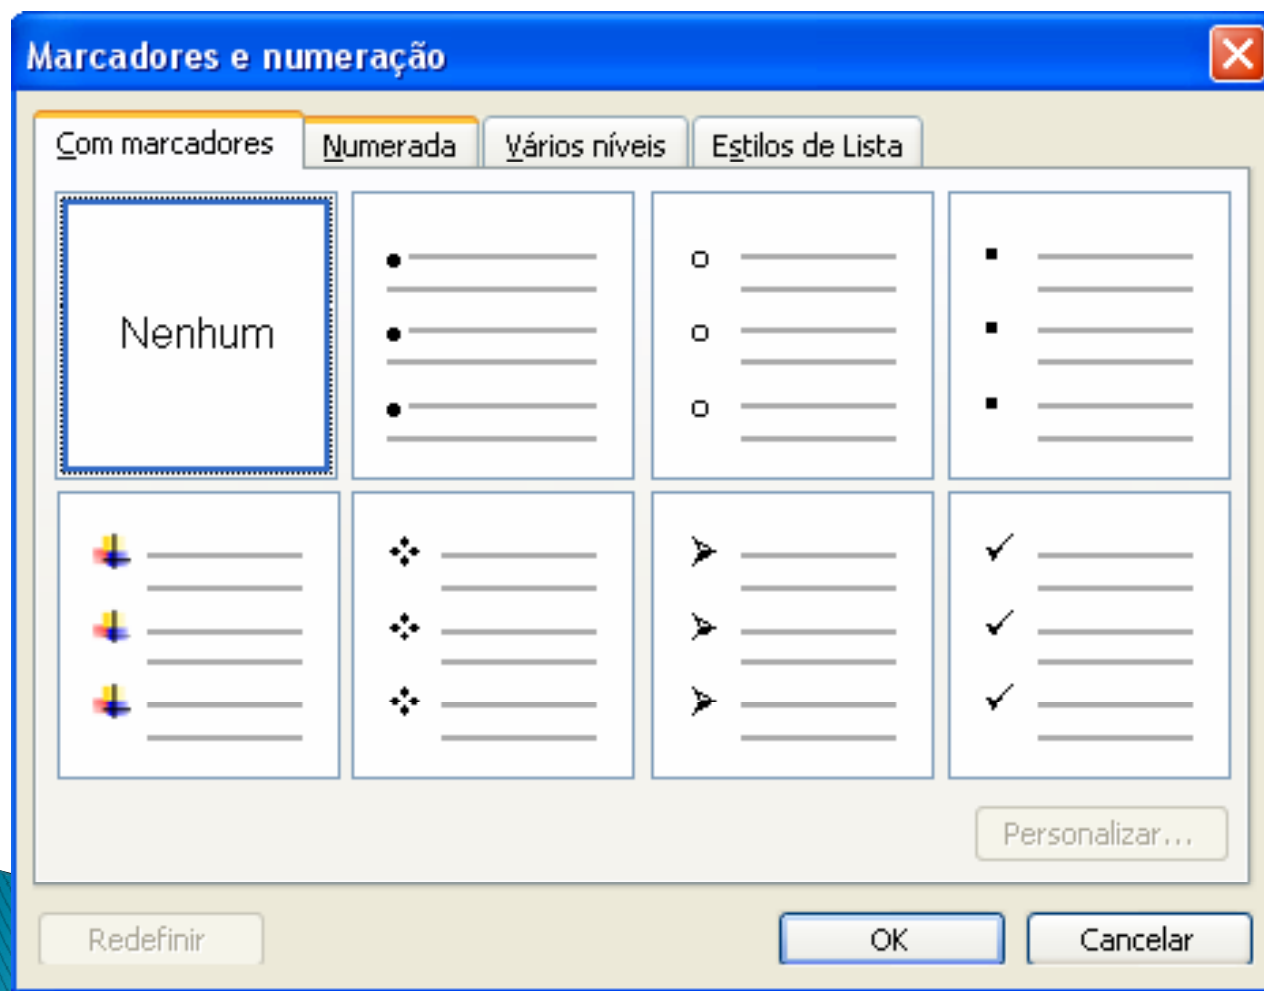 Marcadores e numeração
Com marcadores
Numerada
Vários níveis
Estilos de Lista
Nenhum
Personalizar...
Redefinir
OK
Cancelar